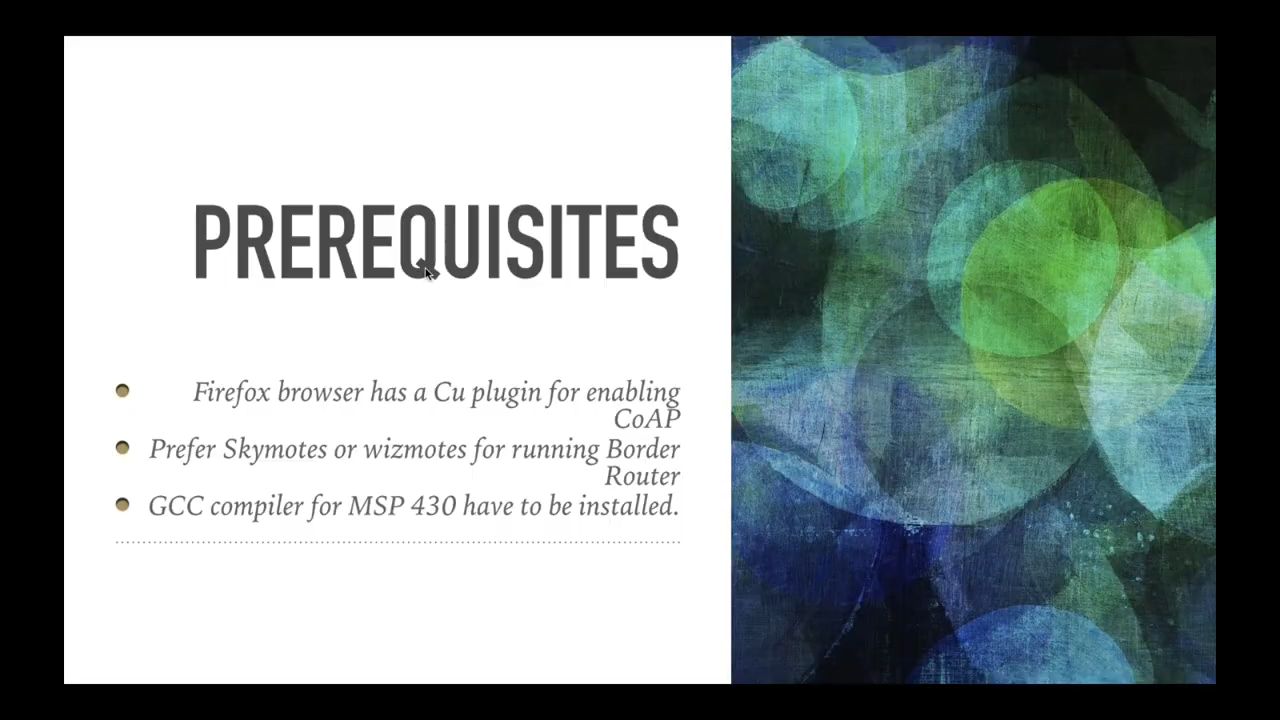 PREREQUISITES
Firefox browser has a Cu plugin for enabling
CoAP
Prefer Skymotes or wizmotes for running Border
Router
GCC compiler for MSP 430 have to be installed.